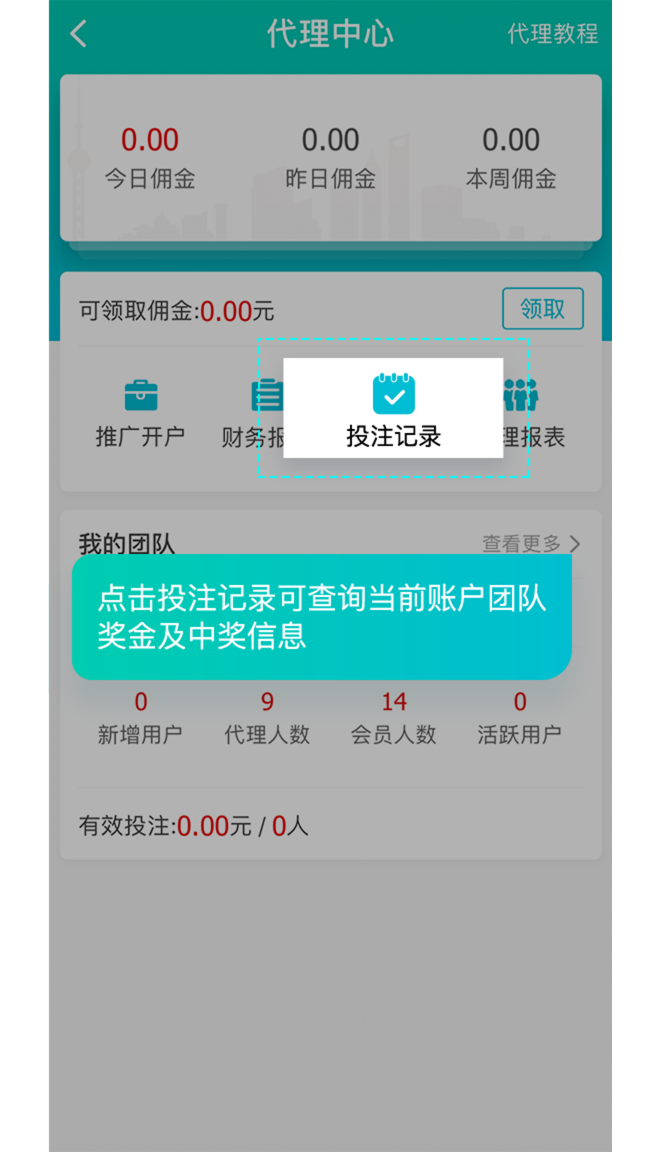 代理中心
代理教程
0.00
0.00
0.00
今日佣金
昨日佣金
本周佣金
可领取佣金:0.00元
领取
推广开户
财务报
投注记录
理报表
我的团队
查看更多
点击投注记录可查询当前账户团队
奖金及中奖信息
0
9
14
0
新增用户
代理人数
会员人数
活跃用户
有效投注:0.00元 / 0人